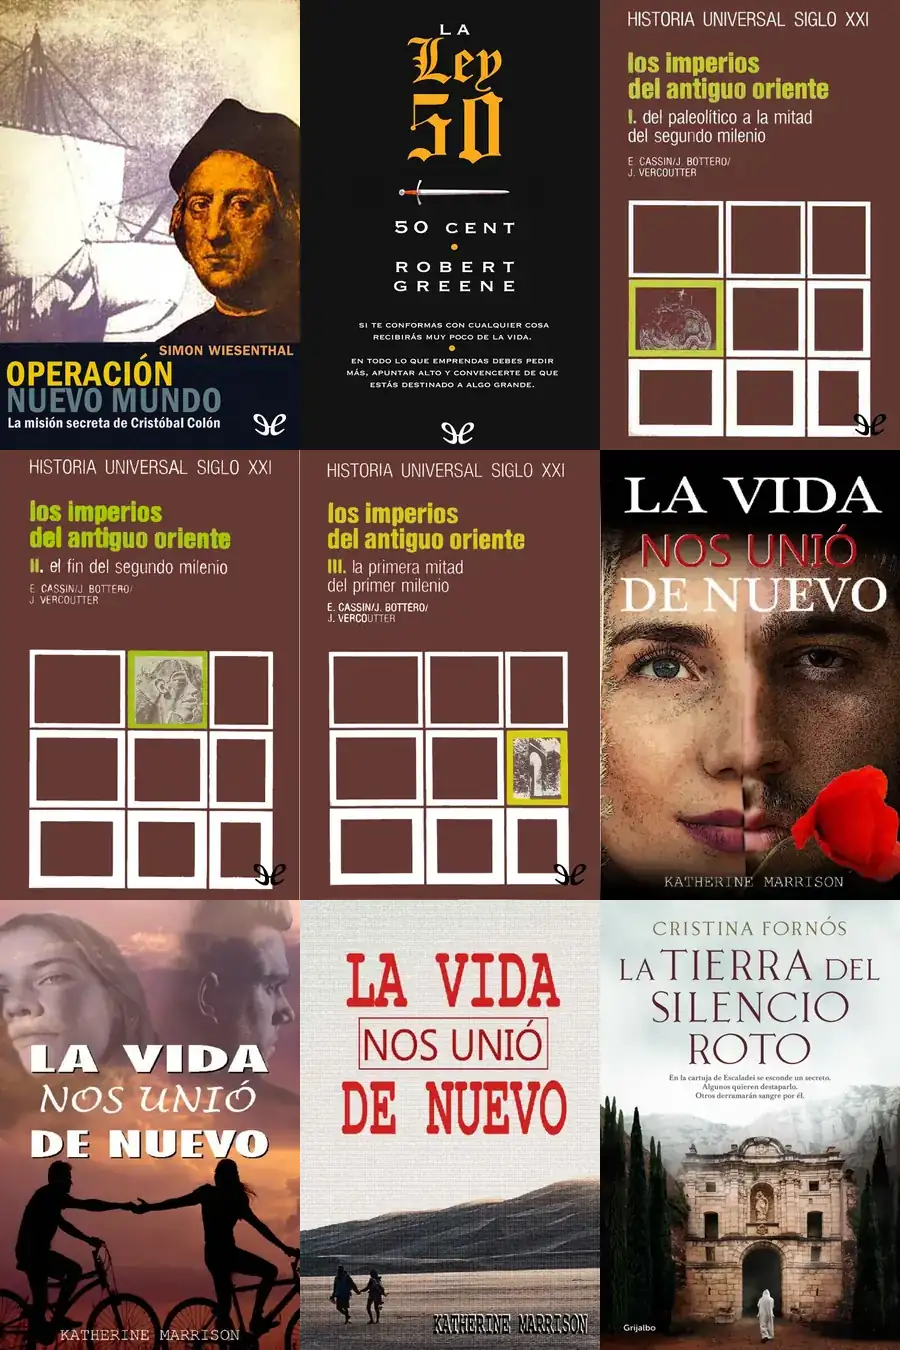 SIMON WIESENTHAL
OPERACIÓN
NUEVO MUNDO
La misión secreta de Cristóbal Colón
LA
Ley
50
50 CENT
ROBERT
GREENE
SI TE CONFORMAS CON CUALQUIER COSA
RECIBIRÁS MUY POCO DE LA VIDA.
EN TODO LO QUE EMPRENDAS DEBES PEDIR
MÁS, APUNTAR ALTO Y CONVENCERTE DE QUE
ESTÁS DESTINADO A ALGO GRANDE.
HISTORIA UNIVERSAL SIGLO XXI
los imperios
del antiguo oriente
I. del paleolítico a la mitad
del segundo milenio
E. CASSIN/J. BOTTERO/
J. VERCOUTTER
HISTORIA UNIVERSAL SIGLO XXI
los imperios
del antiguo oriente
II. el fin del segundo milenio
E. CASSIN/J. BOTTERO/
J. VERCOUTTER
HISTORIA UNIVERSAL SIGLO XXI
los imperios
del antiguo oriente
III. la primera mitad
del primer milenio
E. CASSIN/J. BOTTERO/
J. VERCOUTTER
LA VIDA
NOS UNIÓ
DE NUEVO
KATHERINE MARRISON
LA VIDA
NOS UNIÓ
DE NUEVO
KATHERINE MARRISON
LA VIDA
NOS UNIÓ
DE NUEVO
KATHERINE MARRISON
CRISTINA FORNÓS
LA TIERRA DEL
SILENCIO
ROTO
En la cartuja de Escaladei se esconde un secreto.
Algunos quieren destaparlo.
Otros derramarán sangre por él.
Grijalbo